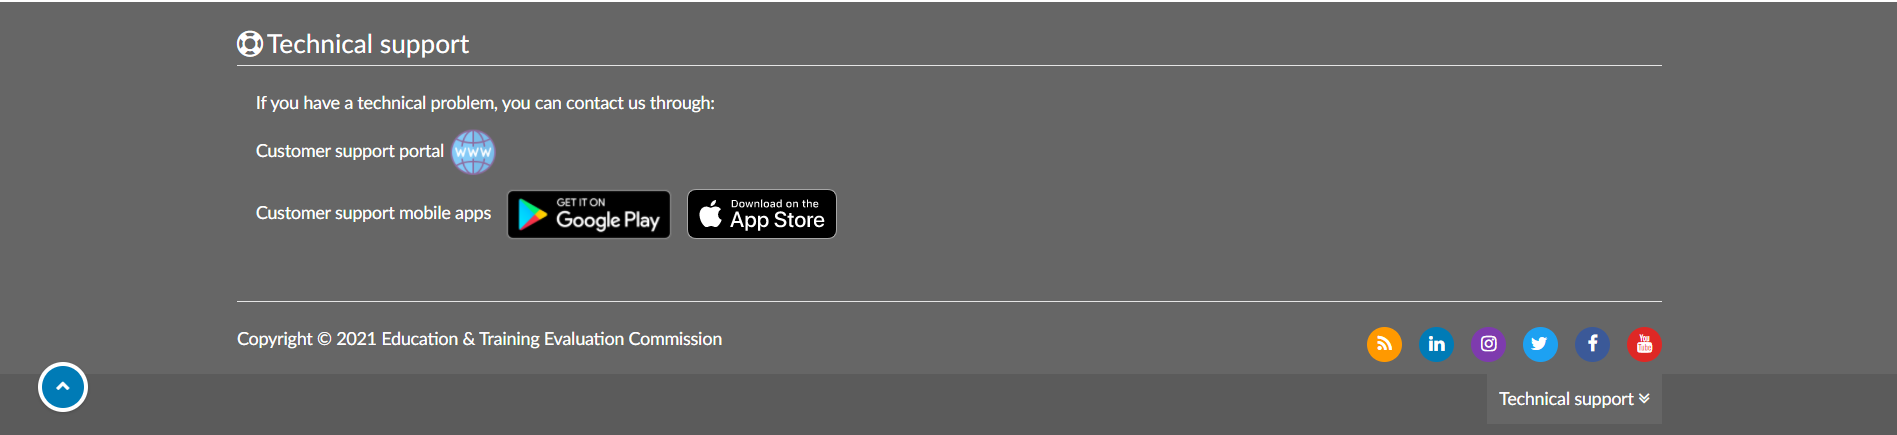 Technical support
If you have a technical problem, you can contact us through:
Customer support portal www
Customer support mobile apps
GET IT ON
Google Play
Download on the
App Store
Copyright © 2021 Education & Training Evaluation Commission
in
You
Tube
Technical support